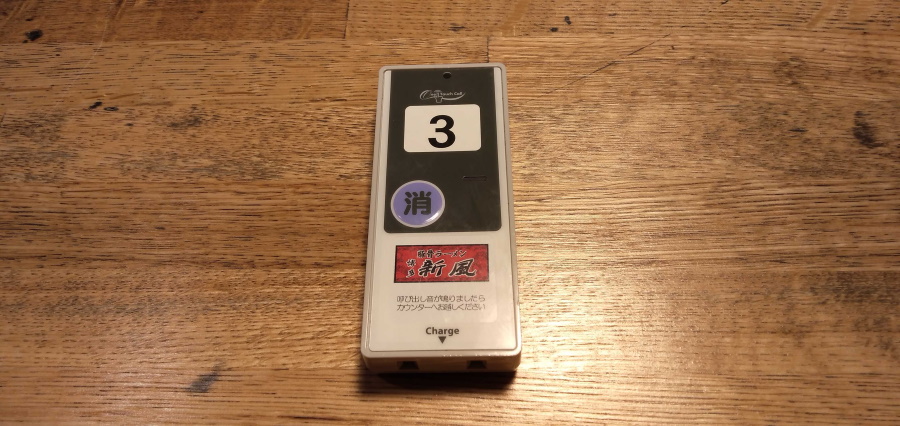 Touch Call
3
消
豚骨ラーメン
博多
新風
呼び出し音が鳴りましたら
カウンターへお越しください
Charge